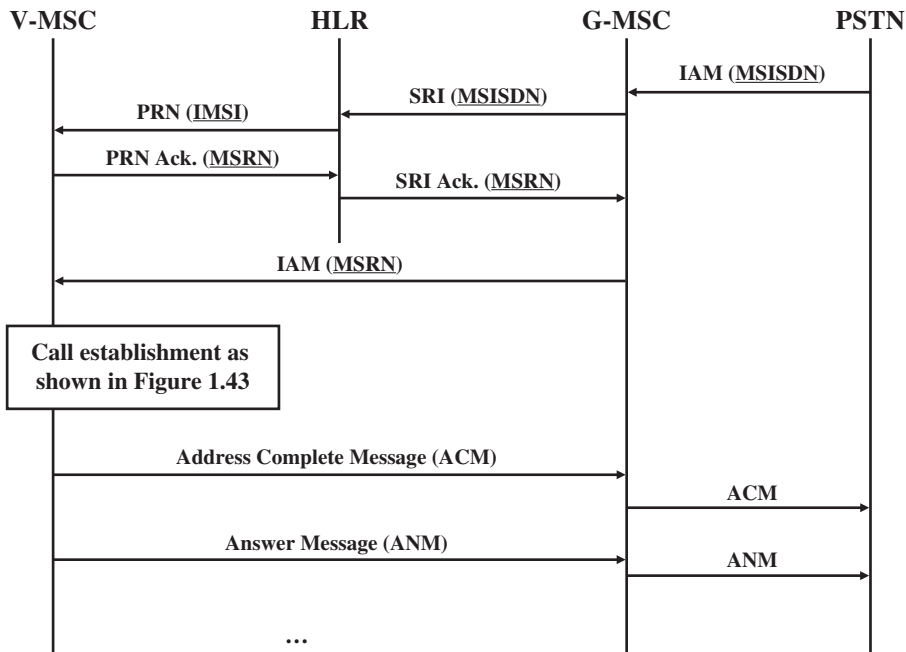 V-MSC HLR G-MSC PSTN
IAM (MSISDN)
SRI (MSISDN)
PRN (IMSI)
PRN Ack. (MSRN)
SRI Ack. (MSRN)
IAM (MSRN)
Call establishment as
shown in Figure 1.43
Address Complete Message (ACM)
ACM
Answer Message (ANM)
ANM
...